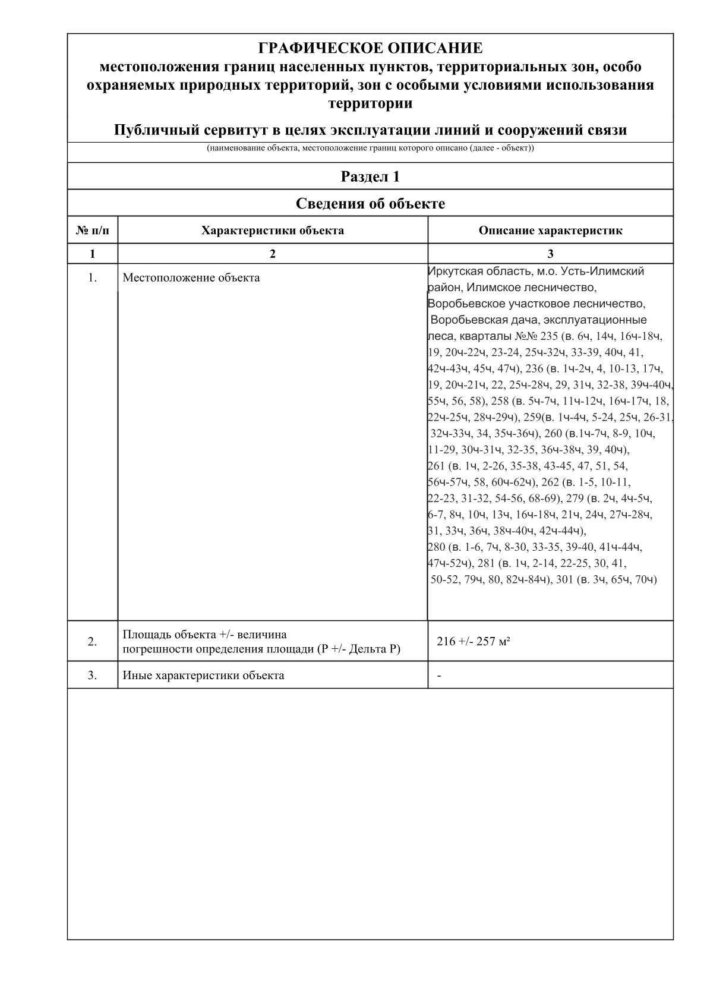 ГРАФИЧЕСКОЕ ОПИСАНИЕ
местоположения границ населенных пунктов, территориальных зон, особо
охраняемых природных территорий, зон с особыми условиями использования
территории
Публичный сервитут в целях эксплуатации линий и сооружений связи
(наименование объекта, местоположение границ которого описано (далее - объект))
Раздел 1
Сведения об объекте
№ п/п Характеристики объекта Описание характеристик
1 2 3
1. Местоположение объекта
Иркутская область, м.о. Усть-Илимский
район, Илимское лесничество,
Воробьевское участковое лесничество,
Воробьевская дача, эксплуатационные
леса, кварталы №№ 235 (в. 6ч, 14ч, 16ч-18ч,
19, 20ч-22ч, 23-24, 25ч-32ч, 33-39, 40ч, 41,
42ч-43ч, 45ч, 47ч), 236 (в. 1ч-2ч, 4, 10-13, 17ч,
19, 20ч-21ч, 22, 25ч-28ч, 29, 31ч, 32-38, 39ч-40ч,
55ч, 56, 58), 258 (в. 5ч-7ч, 11ч-12ч, 16ч-17ч, 18,
22ч-25ч, 28ч-29ч), 259(в. 1ч-4ч, 5-24, 25ч, 26-31,
32ч-33ч, 34, 35ч-36ч), 260 (в.1ч-7ч, 8-9, 10ч,
11-29, 30ч-31ч, 32-35, 36ч-38ч, 39, 40ч),
261 (в. 1ч, 2-26, 35-38, 43-45, 47, 51, 54,
56ч-57ч, 58, 60ч-62ч), 262 (в. 1-5, 10-11,
22-23, 31-32, 54-56, 68-69), 279 (в. 2ч, 4ч-5ч,
6-7, 8ч, 10ч, 13ч, 16ч-18ч, 21ч, 24ч, 27ч-28ч,
31, 33ч, 36ч, 38ч-40ч, 42ч-44ч),
280 (в. 1-6, 7ч, 8-30, 33-35, 39-40, 41ч-44ч,
47ч-52ч), 281 (в. 1ч, 2-14, 22-25, 30, 41,
50-52, 79ч, 80, 82ч-84ч), 301 (в. 3ч, 65ч, 70ч)
2. Площадь объекта +/- величина
погрешности определения площади (P +/- Дельта P) 216 +/- 257 м²
3. Иные характеристики объекта -